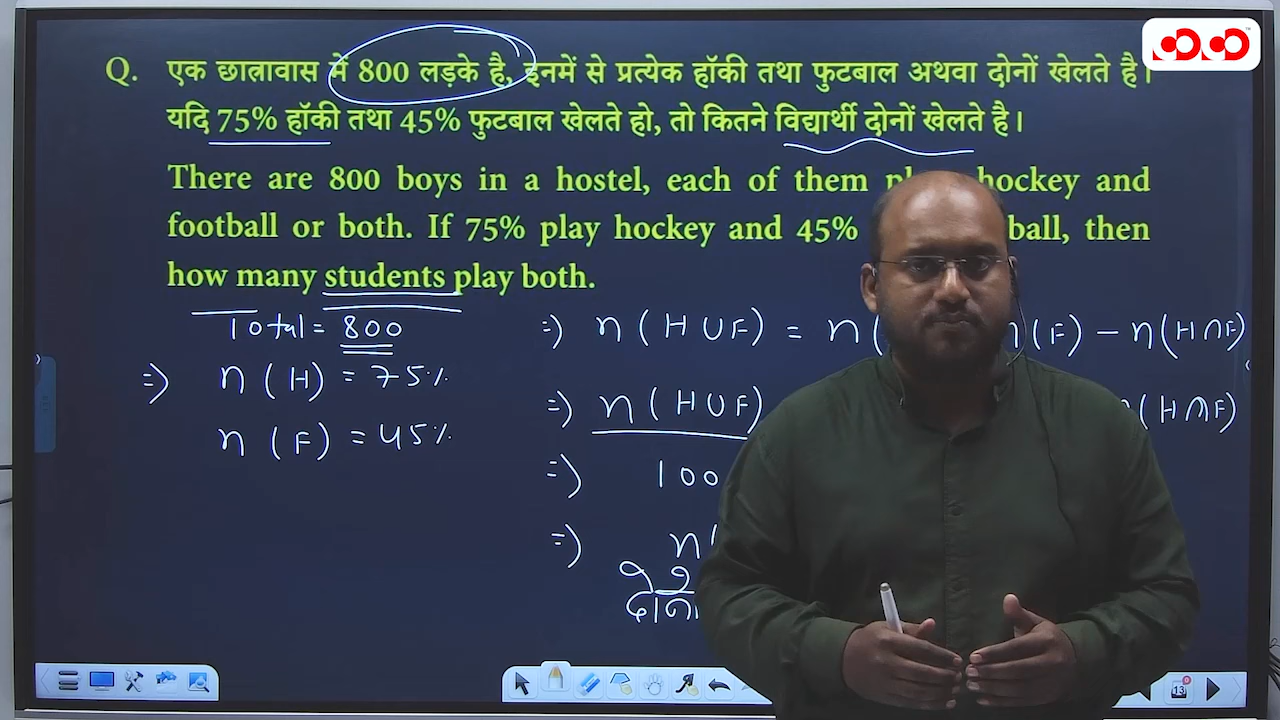 Q. एक छात्रावास में 800 लड़के है, इनमें से प्रत्येक हॉकी तथा फुटबाल अथवा दोनों खेलते है।
यदि 75% हॉकी तथा 45% फुटबाल खेलते हो, तो कितने विद्यार्थी दोनों खेलते है।
There are 800 boys in a hostel, each of them hockey and
football or both. If 75% play hockey and 45% ball, then
how many students play both.
Total = 800
=) n(H) = 75%
n(F) = 45%
=) n(H∪F) = n( n(F) - n(H∩F)
=) n(H∪F) n(H∩F)
=) 100
=) n(
13